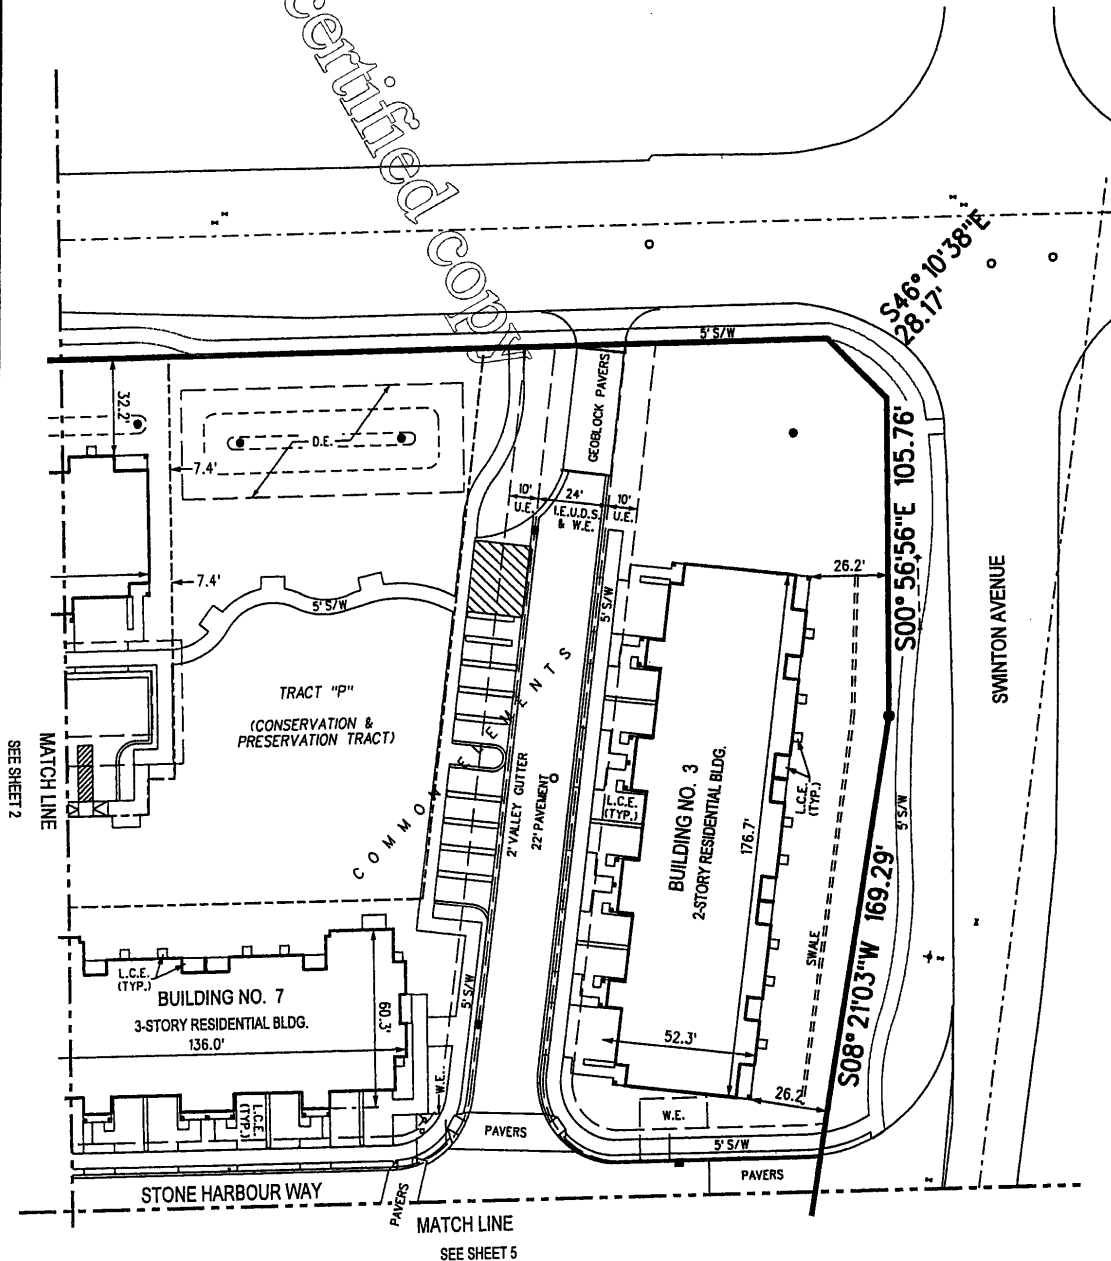 certified copy
S46°10'38"E
28.17'
5' S/W
GEOBLOCK PAVERS
32.2'
D.E.
7.4'
10'
U.E.
24'
I.E.U.D.S.
& W.E.
10'
U.E.
S00°56'56"E 105.76'
26.2'
7.4'
5' S/W
5' S/W
SWINTON AVENUE
TRACT "P"
(CONSERVATION &
PRESERVATION TRACT)
COMMO ELEMENTS
MATCH LINE
SEE SHEET 2
2' VALLEY GUTTER
22' PAVEMENT
L.C.E.
(TYP.)
BUILDING NO. 3
2-STORY RESIDENTIAL BLDG.
176.7'
L.C.E.
(TYP.)
5' S/W
SWALE
S08°21'03"W 169.29'
L.C.E.
(TYP.)
BUILDING NO. 7
3-STORY RESIDENTIAL BLDG.
136.0'
60.3'
5' S/W
52.3'
26.2'
W.E.
L.C.E.
(TYP.)
W.E.
PAVERS
5' S/W
PAVERS
STONE HARBOUR WAY
PAVERS
MATCH LINE
SEE SHEET 5